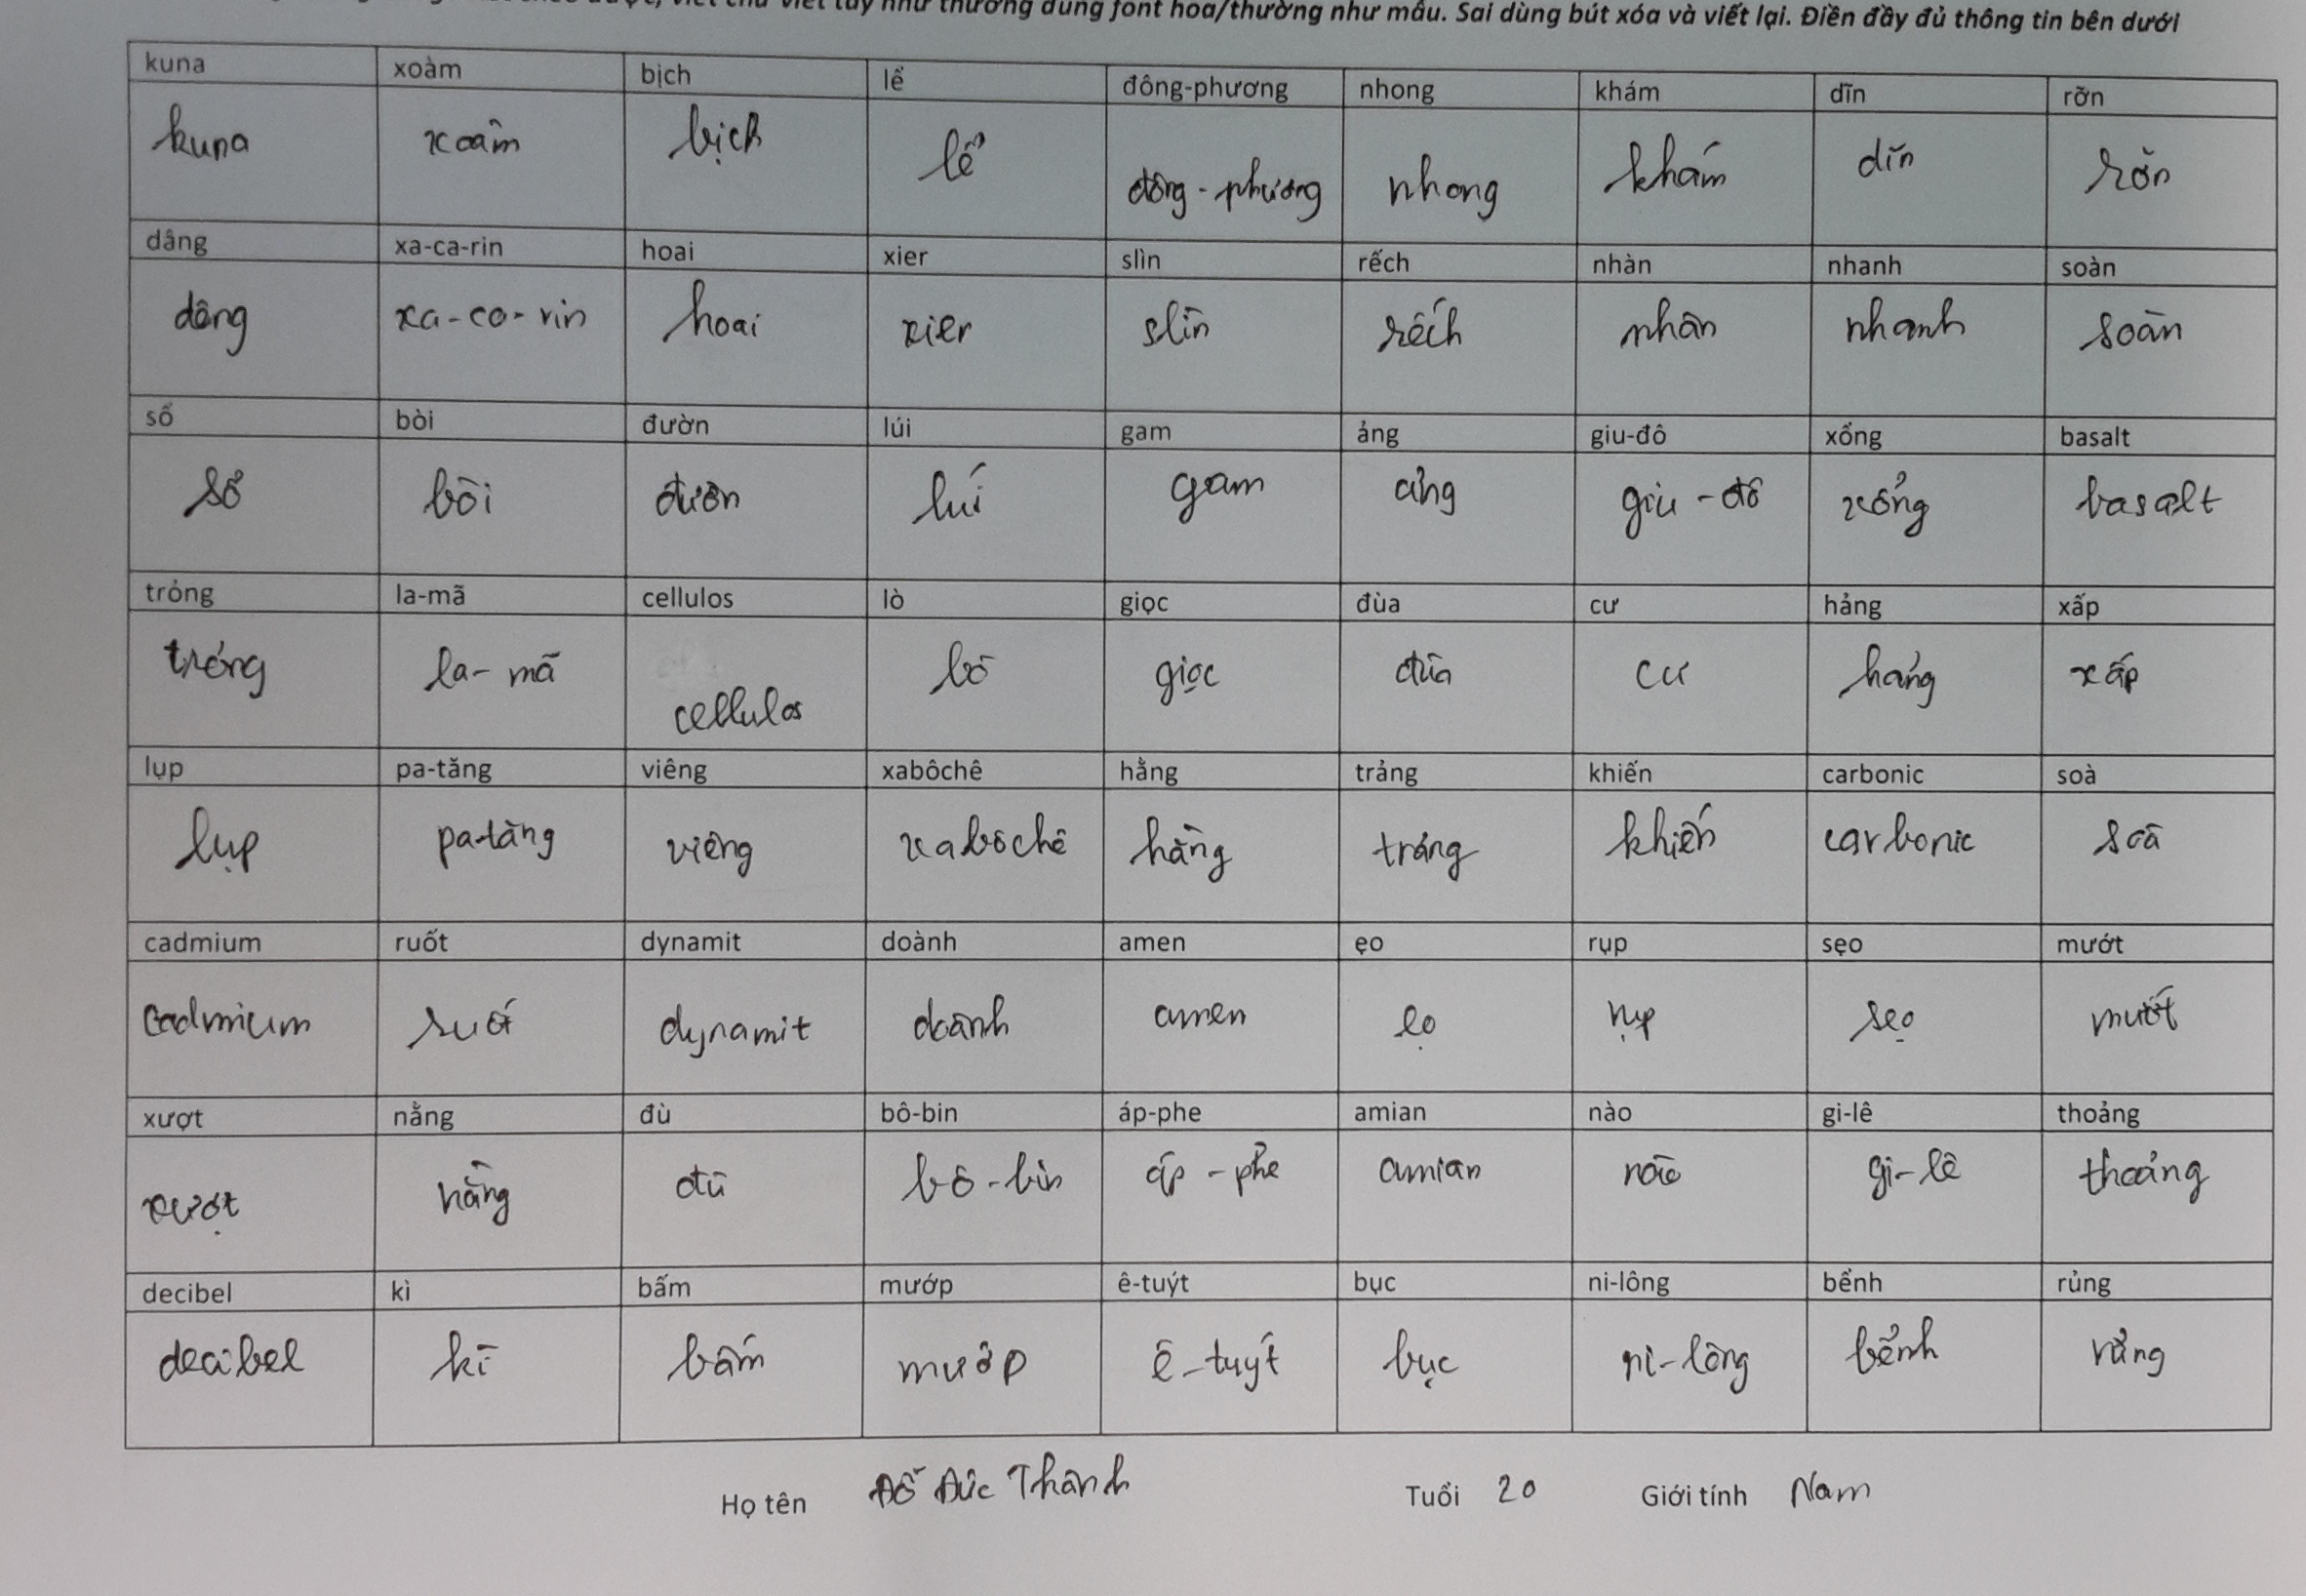 viết chữ viết tay như thường dùng font hoa/thường như mẫu. Sai dùng bút xóa và viết lại. Điền đầy đủ thông tin bên dưới
kuna xoàm bịch lể đông-phương nhong khám dĩn rỡn
kuna xoàm bịch lể đông-phương nhong khám dĩn rỡn
dâng xa-ca-rin hoai xier slìn rếch nhàn nhanh soàn
dâng xa-ca-rin hoai xier slìn rếch nhàn nhanh soàn
sổ bòi đườn lúi gam ảng giu-đô xổng basalt
sổ bòi đườn lúi gam ảng giu-đô xổng basalt
trỏng la-mã cellulos lò giọc đùa cư hảng xấp
trỏng la-mã cellulos lò giọc đùa cư hảng xấp
lụp pa-tăng viêng xabôchê hằng trảng khiến carbonic soà
lụp pa-tăng viêng xabôchê hằng trảng khiến carbonic soà
cadmium ruốt dynamit doành amen ẹo rụp sẹo mướt
cadmium ruốt dynamit doành amen ẹo rụp sẹo mướt
xượt nằng đù bô-bin áp-phe amian nào gi-lê thoảng
xượt nằng đù bô-bin áp-phe amian nào gi-lê thoảng
decibel kì bấm mướp ê-tuýt bục ni-lông bểnh rủng
decibel kì bấm mướp ê-tuýt bục ni-lông bểnh rủng
Họ tên Đỗ Đức Thành Tuổi 20 Giới tính Nam